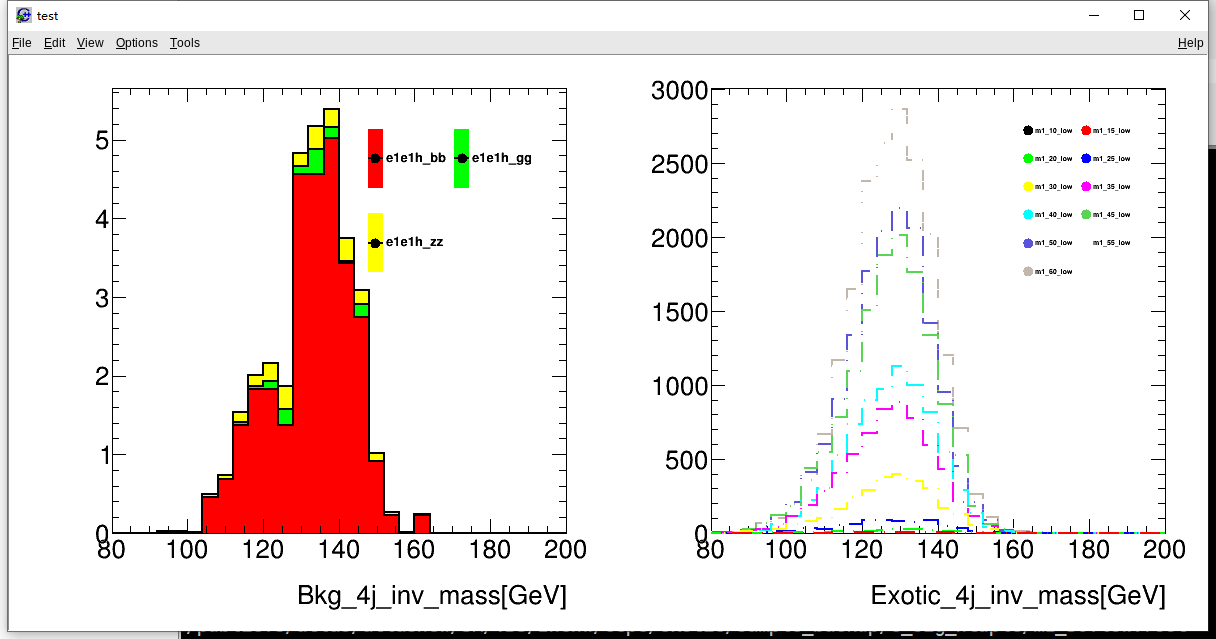 test
File Edit View Options Tools Help
5
4
3
2
1
0
80 100 120 140 160 180 200
Bkg_4j_inv_mass[GeV]
e1e1h_bb e1e1h_gg
e1e1h_zz
3000
2500
2000
1500
1000
500
0
80 100 120 140 160 180 200
Exotic_4j_inv_mass[GeV]
m1_10_low m1_15_low
m1_20_low m1_25_low
m1_30_low m1_35_low
m1_40_low m1_45_low
m1_50_low m1_55_low
m1_60_low